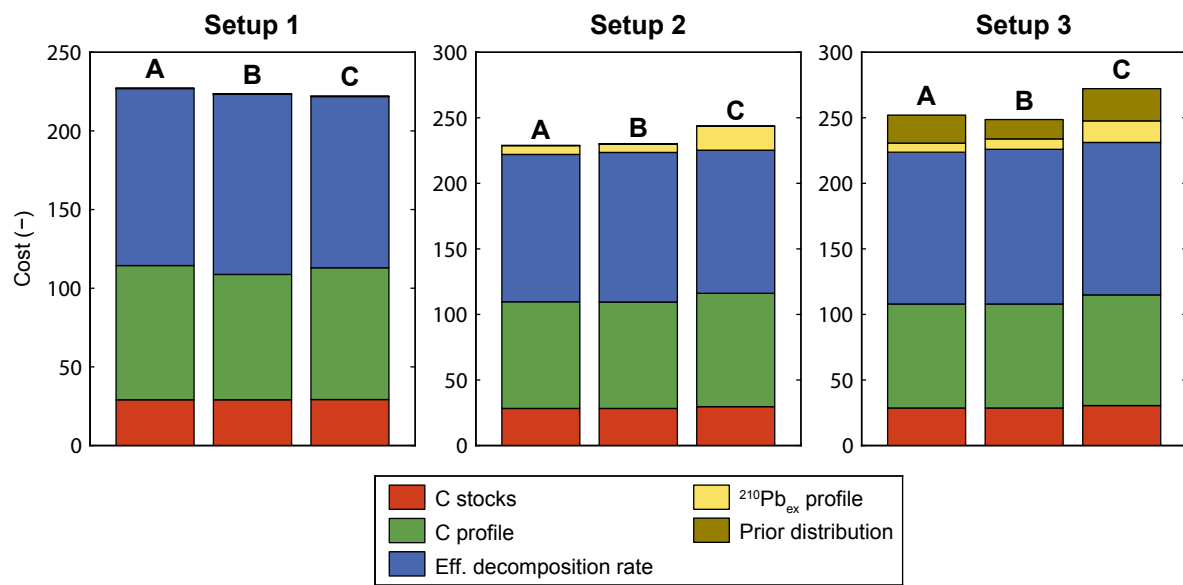 Setup 1
Setup 2
Setup 3
Cost (–)
250
200
150
100
50
0
A
B
C
300
250
200
150
100
50
0
A
B
C
300
250
200
150
100
50
0
A
B
C
C stocks
C profile
Eff. decomposition rate
210Pbex profile
Prior distribution